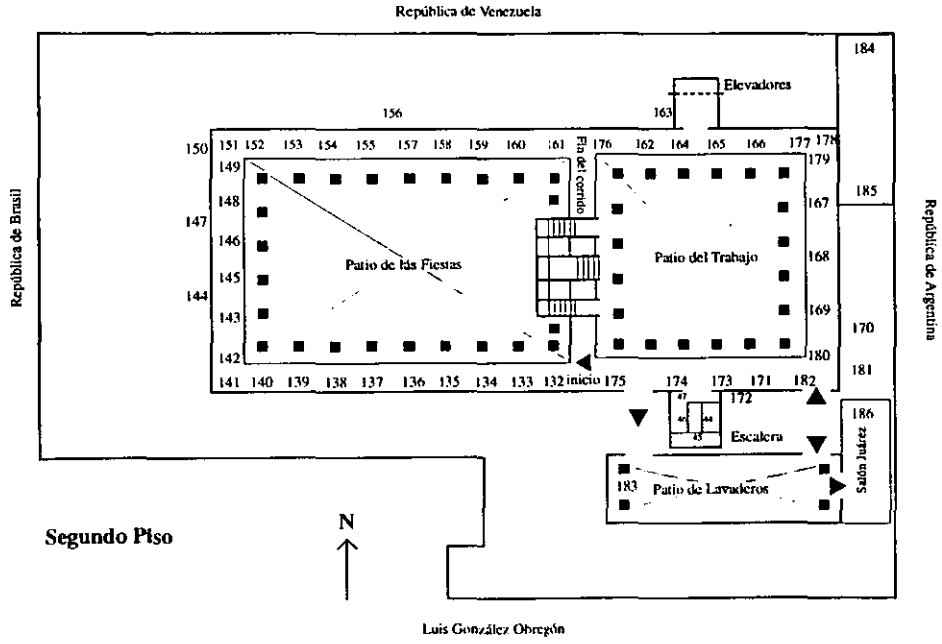 República de Venezuela
184
Elevadores
156
163
150
151 152 153 154 155 157 158 159 160 161
Fin del corrido
176 162 164 165 166 177 178
149
179
148
167
185
147
República de Brasil
146
Patio de las Fiestas
Patio del Trabajo
168
República de Argentina
145
144
143
169
170
142
180
181
141 140 139 138 137 136 135 134 133 132 inicio 175 174 173 171 182
47
172
186
46 44
45
Escalera
Salón Juárez
183
Patio de Lavaderos
Segundo Piso
N
Luis González Obregón